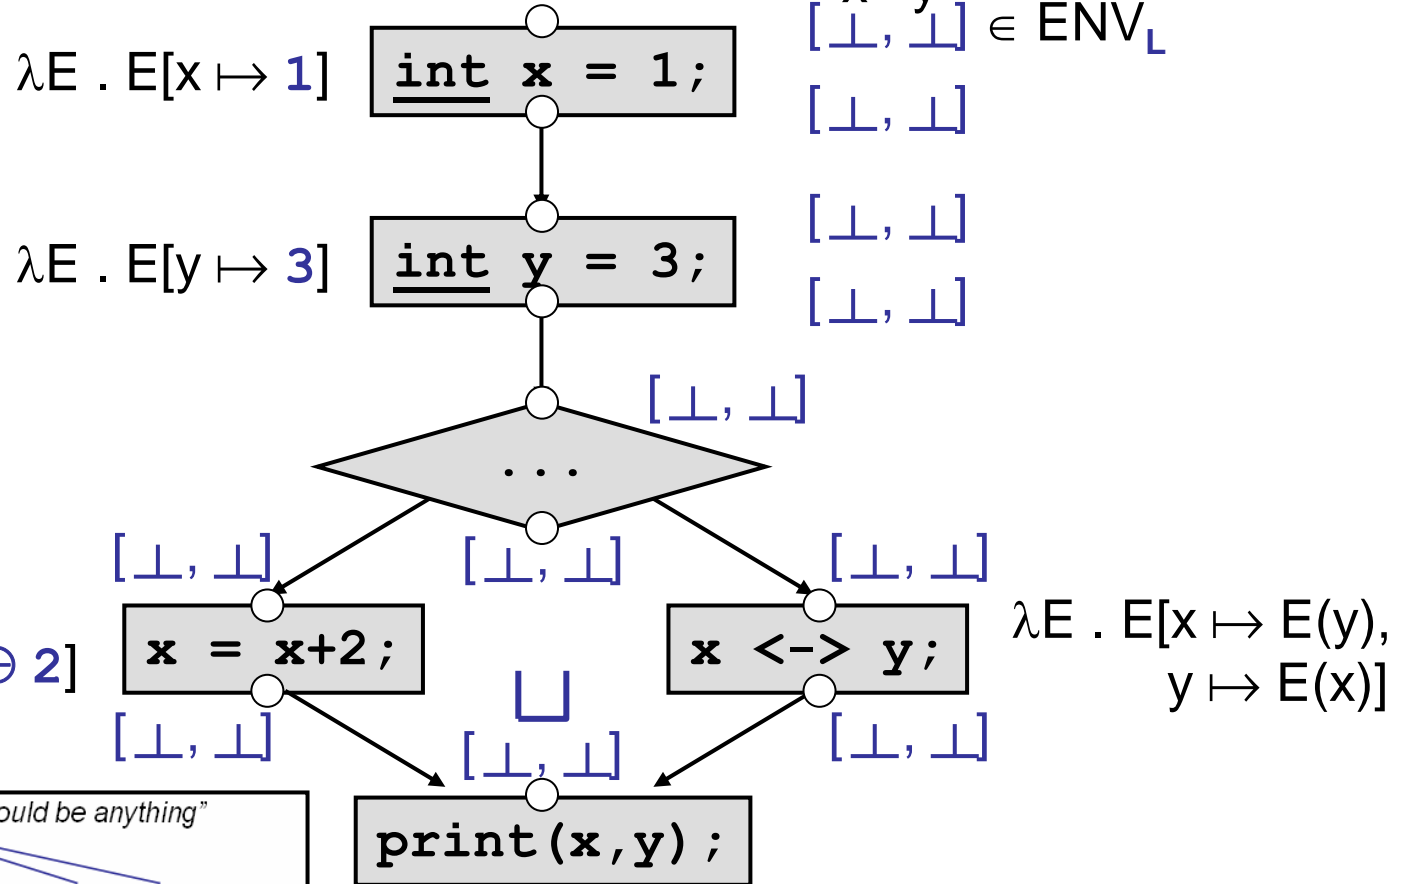 x y
[⊥, ⊥] ∈ ENV_L
λE . E[x ↦ 1]
int x = 1;
[⊥, ⊥]
[⊥, ⊥]
λE . E[y ↦ 3]
int y = 3;
[⊥, ⊥]
[⊥, ⊥]
...
[⊥, ⊥]
[⊥, ⊥]
[⊥, ⊥]
⊕ 2]
x = x+2;
x <-> y;
λE . E[x ↦ E(y),
y ↦ E(x)]
⊔
[⊥, ⊥]
[⊥, ⊥]
[⊥, ⊥]
ould be anything”
print(x,y);